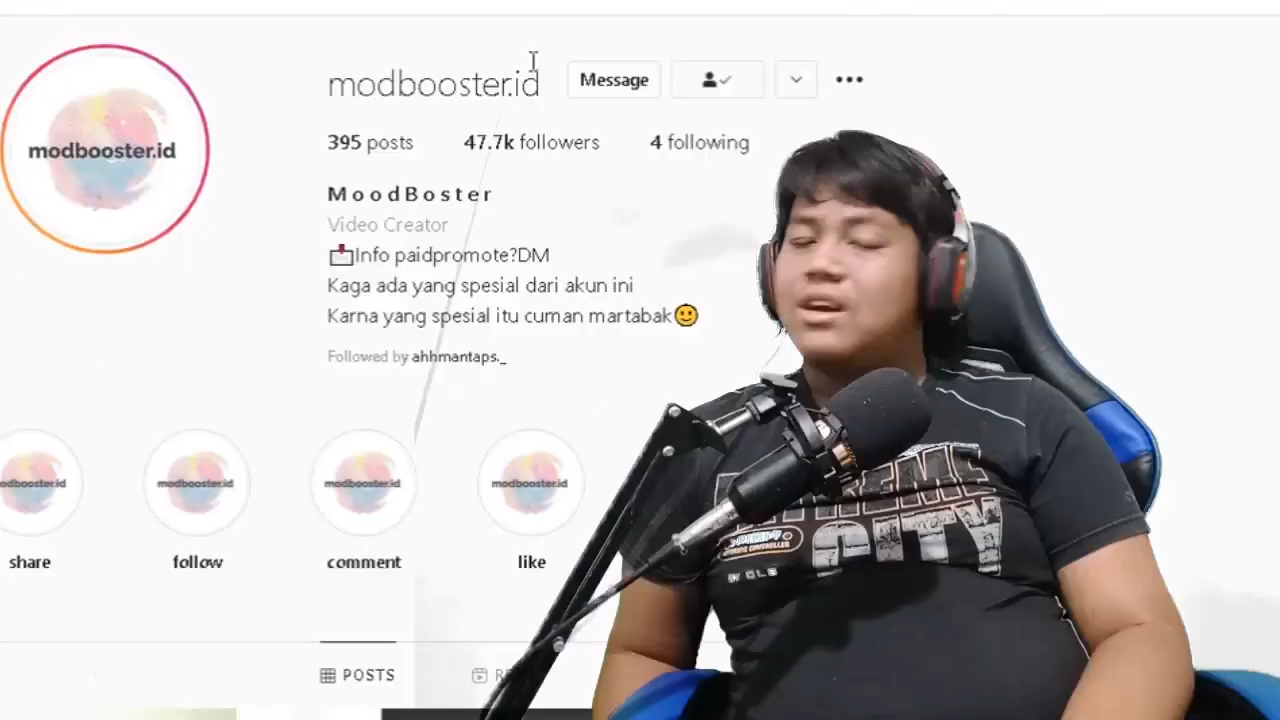 modbooster.id
modbooster.id
Message
395 posts
47.7k followers
4 following
MoodBoster
Video Creator
Info paidpromote?DM
Kaga ada yang spesial dari akun ini
Karna yang spesial itu cuman martabak🙂
Followed by ahhmantaps._
odbooster.id
modbooster.id
modbooster.id
modbooster.id
share
follow
comment
like
CITY
POSTS